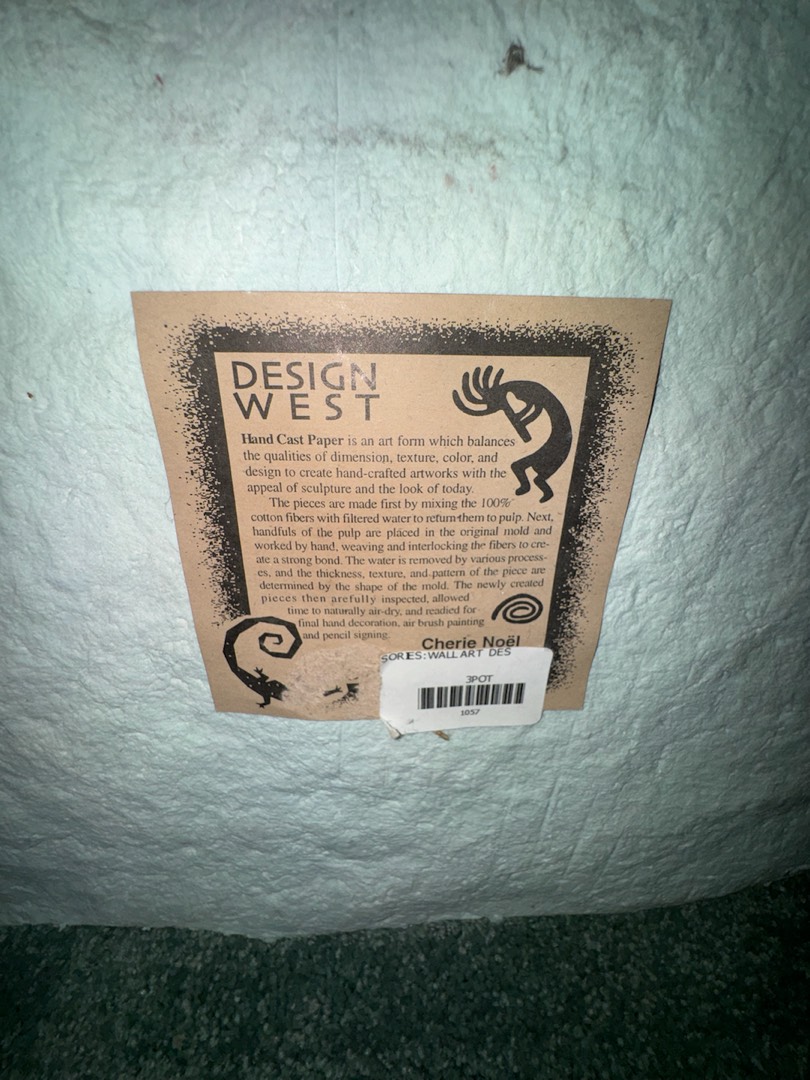 DESIGN
WEST
Hand Cast Paper is an art form which balances
the qualities of dimension, texture, color, and
design to create hand-crafted artworks with the
appeal of sculpture and the look of today.
The pieces are made first by mixing the 100%
cotton fibers with filtered water to return them to pulp. Next,
handfuls of the pulp are placed in the original mold and
worked by hand, weaving and interlocking the fibers to cre-
ate a strong bond. The water is removed by various process-
es, and the thickness, texture, and pattern of the piece are
determined by the shape of the mold. The newly created
pieces then arefully inspected, allowed
time to naturally air-dry, and readied for
final hand decoration, air brush painting
and pencil signing.
Cherie Noël
SORES:WALL ART DES
3POT
1057